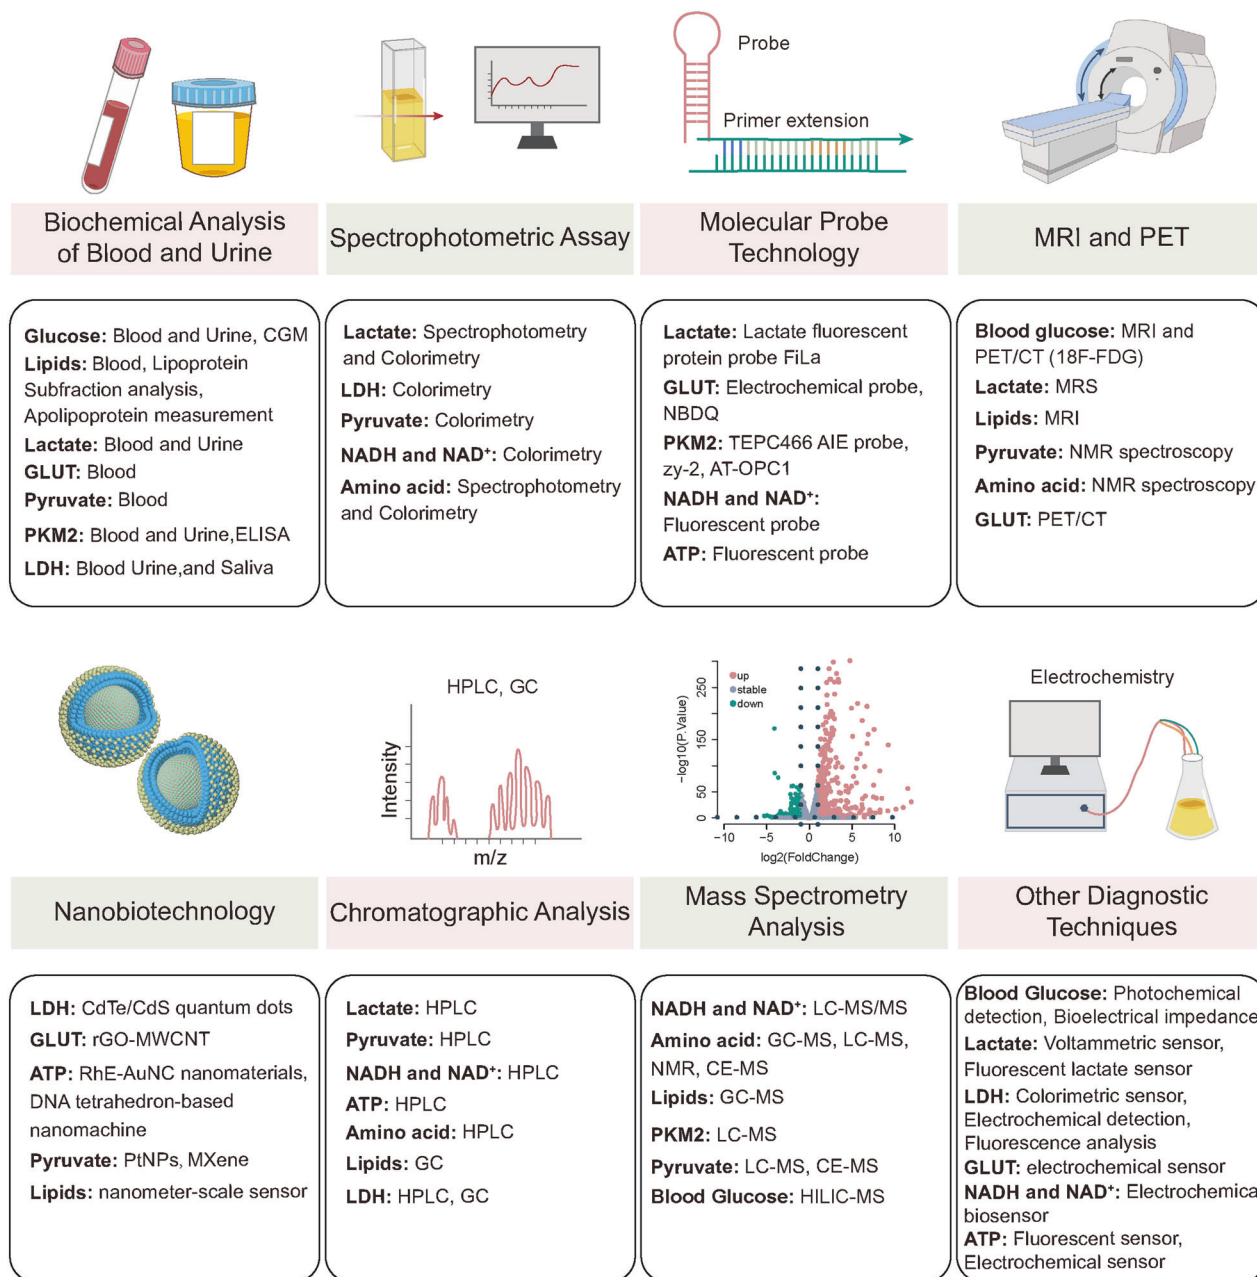 Probe
Primer extension
Biochemical Analysis
of Blood and Urine
Spectrophotometric Assay
Molecular Probe
Technology
MRI and PET
Glucose: Blood and Urine, CGM
Lipids: Blood, Lipoprotein
Subfraction analysis,
Apolipoprotein measurement
Lactate: Blood and Urine
GLUT: Blood
Pyruvate: Blood
PKM2: Blood and Urine,ELISA
LDH: Blood Urine,and Saliva
Lactate: Spectrophotometry
and Colorimetry
LDH: Colorimetry
Pyruvate: Colorimetry
NADH and NAD⁺: Colorimetry
Amino acid: Spectrophotometry
and Colorimetry
Lactate: Lactate fluorescent
protein probe FiLa
GLUT: Electrochemical probe,
NBDQ
PKM2: TEPC466 AIE probe,
zy-2, AT-OPC1
NADH and NAD⁺:
Fluorescent probe
ATP: Fluorescent probe
Blood glucose: MRI and
PET/CT (18F-FDG)
Lactate: MRS
Lipids: MRI
Pyruvate: NMR spectroscopy
Amino acid: NMR spectroscopy
GLUT: PET/CT
HPLC, GC
Intensity
m/z
up
stable
down
−log10(P.Value)
250
150
50
0
−10
−5
0
5
10
log2(FoldChange)
Electrochemistry
Nanobiotechnology
Chromatographic Analysis
Mass Spectrometry
Analysis
Other Diagnostic
Techniques
LDH: CdTe/CdS quantum dots
GLUT: rGO-MWCNT
ATP: RhE-AuNC nanomaterials,
DNA tetrahedron-based
nanomachine
Pyruvate: PtNPs, MXene
Lipids: nanometer-scale sensor
Lactate: HPLC
Pyruvate: HPLC
NADH and NAD⁺: HPLC
ATP: HPLC
Amino acid: HPLC
Lipids: GC
LDH: HPLC, GC
NADH and NAD⁺: LC-MS/MS
Amino acid: GC-MS, LC-MS,
NMR, CE-MS
Lipids: GC-MS
PKM2: LC-MS
Pyruvate: LC-MS, CE-MS
Blood Glucose: HILIC-MS
Blood Glucose: Photochemical
detection, Bioelectrical impedance
Lactate: Voltammetric sensor,
Fluorescent lactate sensor
LDH: Colorimetric sensor,
Electrochemical detection,
Fluorescence analysis
GLUT: electrochemical sensor
NADH and NAD⁺: Electrochemical
biosensor
ATP: Fluorescent sensor,
Electrochemical sensor